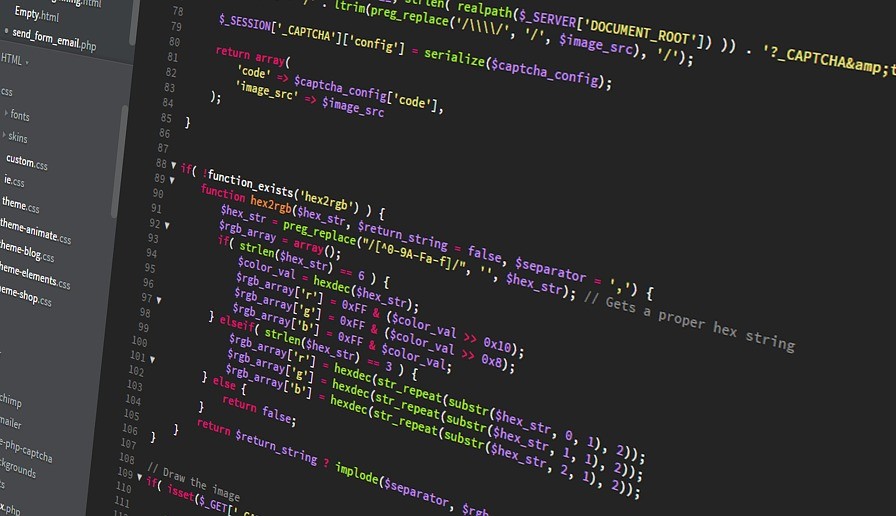 Empty.html
send_form_email.php
HTML
css
fonts
skins
custom.css
ie.css
theme.css
theme-animate.css
theme-blog.css
theme-elements.css
theme-shop.css
mailer
e-php-captcha
78
79
80
81
82
83
84
85
86
87
88
89
90
91
92
93
94
95
96
97
98
99
100
101
102
103
104
105
106
107
108
109
110
111
strlen( realpath($_SERVER['DOCUMENT_ROOT']) )) . '?_CAPTCHA&amp;t
ltrim(preg_replace('/\\\\/', '/', $image_src), '/');
$_SESSION['_CAPTCHA']['config'] = serialize($captcha_config);
return array(
'code' => $captcha_config['code'],
'image_src' => $image_src
);
}
if( !function_exists('hex2rgb') ) {
function hex2rgb($hex_str, $return_string = false, $separator = ',') {
$hex_str = preg_replace("/[^0-9A-Fa-f]/", '', $hex_str); // Gets a proper hex string
$rgb_array = array();
if( strlen($hex_str) == 6 ) {
$color_val = hexdec($hex_str);
$rgb_array['r'] = 0xFF & ($color_val >> 0x10);
$rgb_array['g'] = 0xFF & ($color_val >> 0x8);
$rgb_array['b'] = 0xFF & $color_val;
} elseif( strlen($hex_str) == 3 ) {
$rgb_array['r'] = hexdec(str_repeat(substr($hex_str, 0, 1), 2));
$rgb_array['g'] = hexdec(str_repeat(substr($hex_str, 1, 1), 2));
$rgb_array['b'] = hexdec(str_repeat(substr($hex_str, 2, 1), 2));
} else {
return false;
}
return $return_string ? implode($separator, $rgb
}
}
// Draw the image
if( isset($_GET['